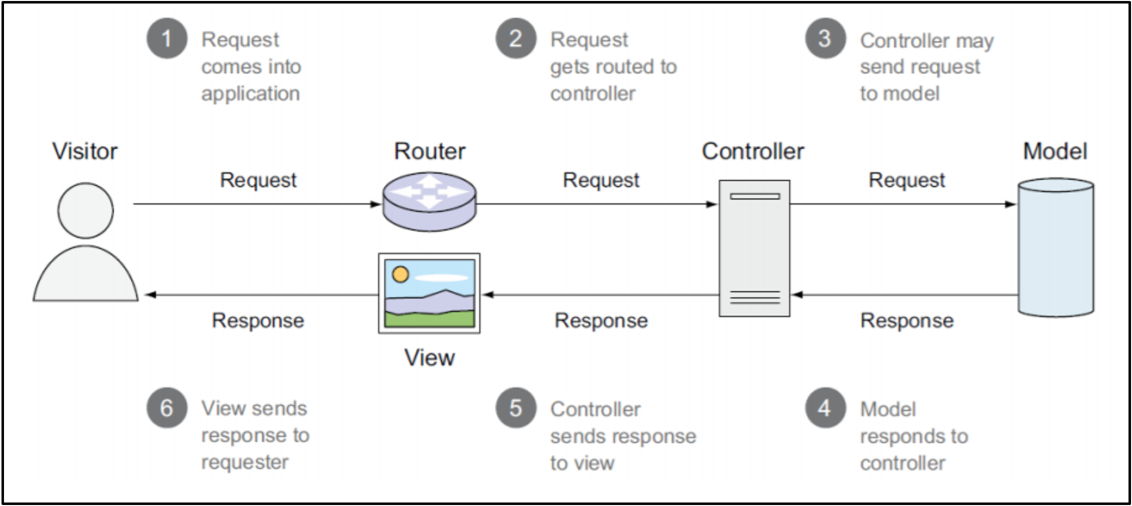 1 Request
comes into
application
2 Request
gets routed to
controller
3 Controller may
send request
to model
Visitor
Router
Controller
Model
Request
Request
Request
Response
Response
Response
View
6 View sends
response to
requester
5 Controller
sends response
to view
4 Model
responds to
controller